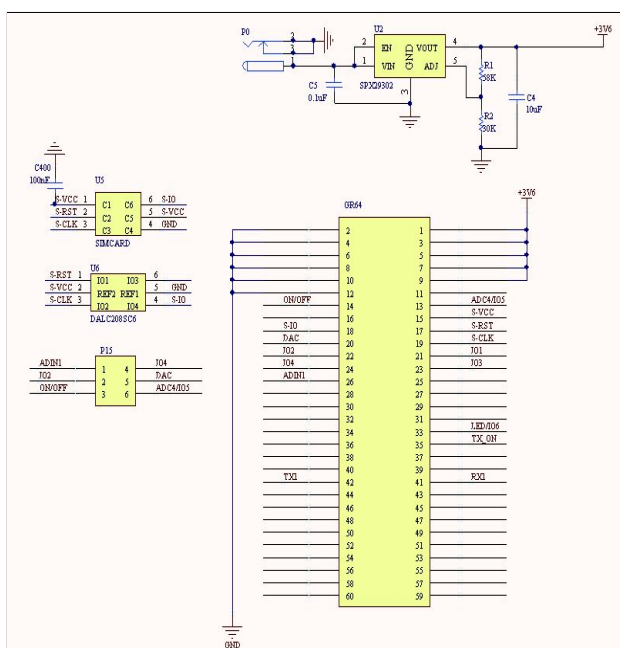 P0
2
3
1
U2
2 EN VOUT 4
1 VIN ADJ 5
GND
3
SPX29302
+3V6
C5
0.1uF
R1
58K
R2
30K
C4
10uF
C400
100nF
U5
S-VCC 1 C1 C6 6 S-IO
S-RST 2 C2 C5 5 S-VCC
S-CLK 3 C3 C4 4 GND
SIMCARD
U6
S-RST 1 IO1 IO3 6
S-VCC 2 REF2 REF1 5 GND
S-CLK 3 IO2 IO4 4 S-IO
DALC208SC6
P15
ADIN1 1 4 JO4
JO2 2 5 DAC
ON/OFF 3 6 ADC4/IO5
GR64
+3V6
2 1
4 3
6 5
8 7
10 9
12 11
ON/OFF 14 13 ADC4/IO5
16 15 S-VCC
S-IO 18 17 S-RST
DAC 20 19 S-CLK
JO2 22 21 JO1
JO4 24 23 JO3
ADIN1 26 25
28 27
30 29
32 31
34 33 LED/IO6
36 35 TX_ON
38 37
40 39
TX1 42 41 RX1
44 43
46 45
48 47
50 49
52 51
54 53
56 55
58 57
60 59
GND